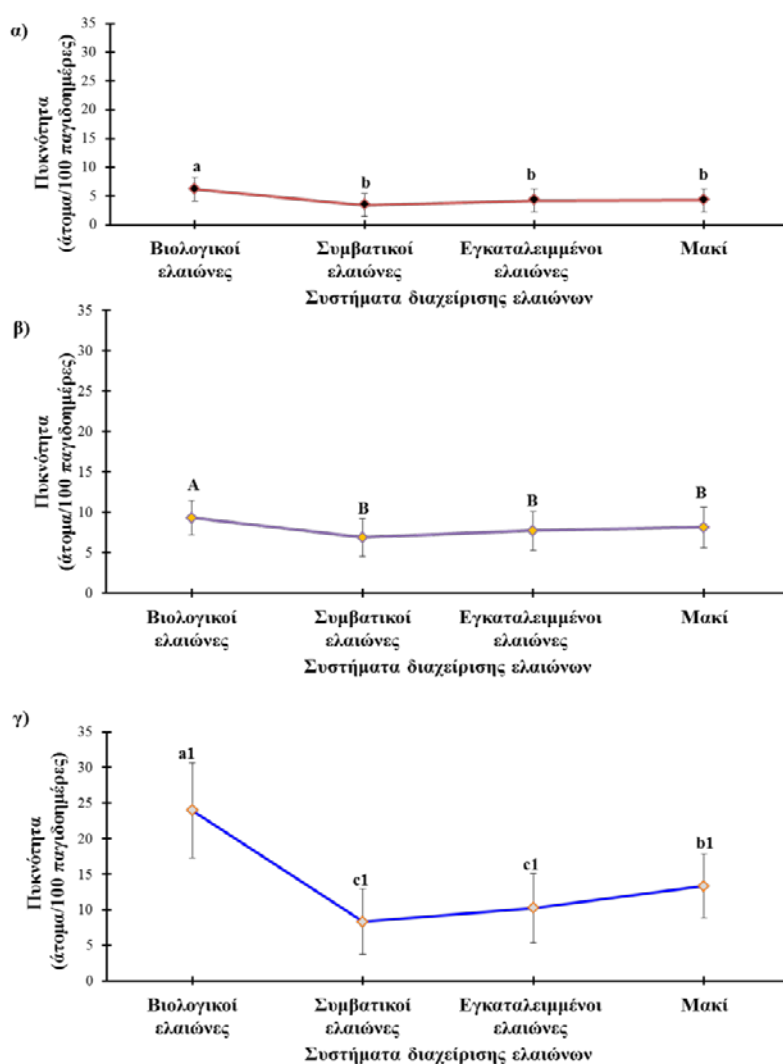 α)
Πυκνότητα
(άτομα/100 παγιδοημέρες)
35
30
25
20
15
10
5
0
a
b
b
b
Βιολογικοί
ελαιώνες
Συμβατικοί
ελαιώνες
Εγκαταλειμμένοι
ελαιώνες
Μακί
Συστήματα διαχείρισης ελαιώνων
β)
Πυκνότητα
(άτομα/100 παγιδοημέρες)
35
30
25
20
15
10
5
0
A
B
B
B
Βιολογικοί
ελαιώνες
Συμβατικοί
ελαιώνες
Εγκαταλειμμένοι
ελαιώνες
Μακί
Συστήματα διαχείρισης ελαιώνων
γ)
Πυκνότητα
(άτομα/100 παγιδοημέρες)
35
30
25
20
15
10
5
0
a1
c1
c1
b1
Βιολογικοί
ελαιώνες
Συμβατικοί
ελαιώνες
Εγκαταλειμμένοι
ελαιώνες
Μακί
Συστήματα διαχείρισης ελαιώνων